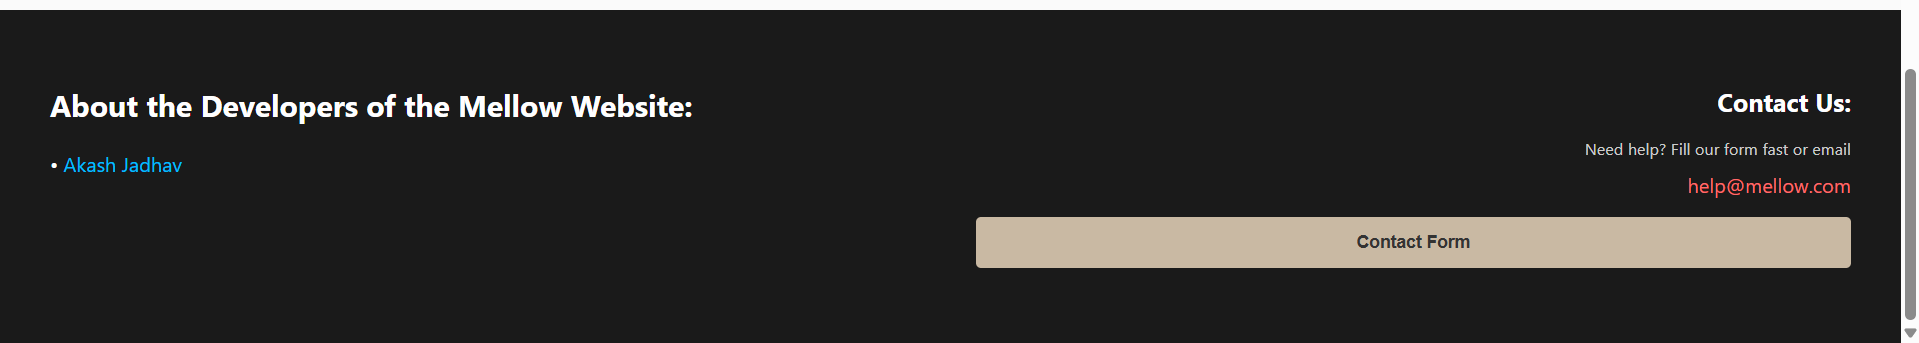 About the Developers of the Mellow Website:
• Akash Jadhav
Contact Us:
Need help? Fill our form fast or email
help@mellow.com
Contact Form